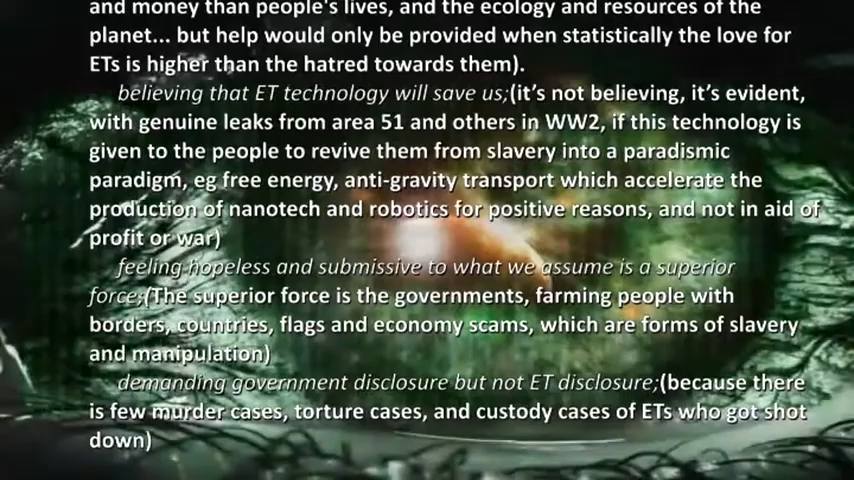 and money than people's lives, and the ecology and resources of the
planet... but help would only be provided when statistically the love for
ETs is higher than the hatred towards them).
believing that ET technology will save us;(it's not believing, it's evident,
with genuine leaks from area 51 and others in WW2, if this technology is
given to the people to revive them from slavery into a paradismic
paradigm, eg free energy, anti-gravity transport which accelerate the
production of nanotech and robotics for positive reasons, and not in aid of
profit or war)
feeling hopeless and submissive to what we assume is a superior
force;(The superior force is the governments, farming people with
borders, countries, flags and economy scams, which are forms of slavery
and manipulation)
demanding government disclosure but not ET disclosure;(because there
is few murder cases, torture cases, and custody cases of ETs who got shot
down)